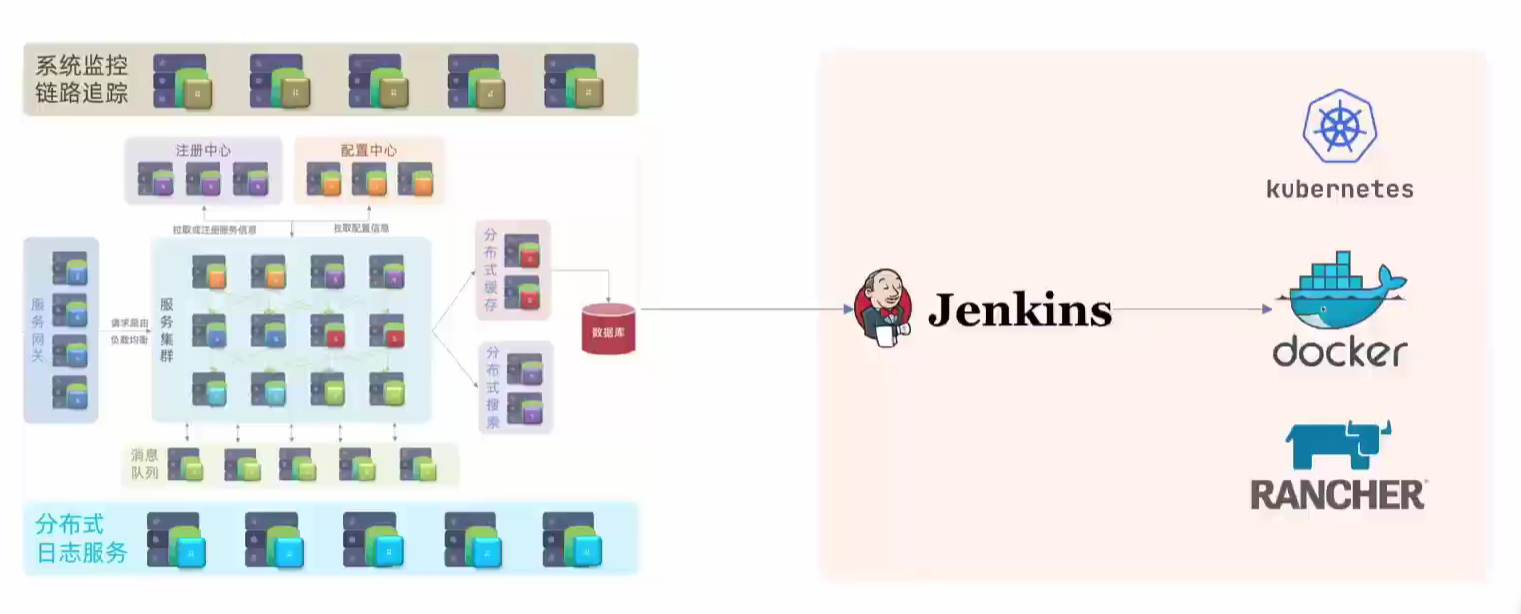 系统监控
链路追踪
注册中心
配置中心
拉取或注册服务信息
拉取配置信息
服务网关
请求路由
负载均衡
服务集群
分布式缓存
数据库
分布式搜索
消息
队列
分布式
日志服务
Jenkins
kubernetes
docker
RANCHER